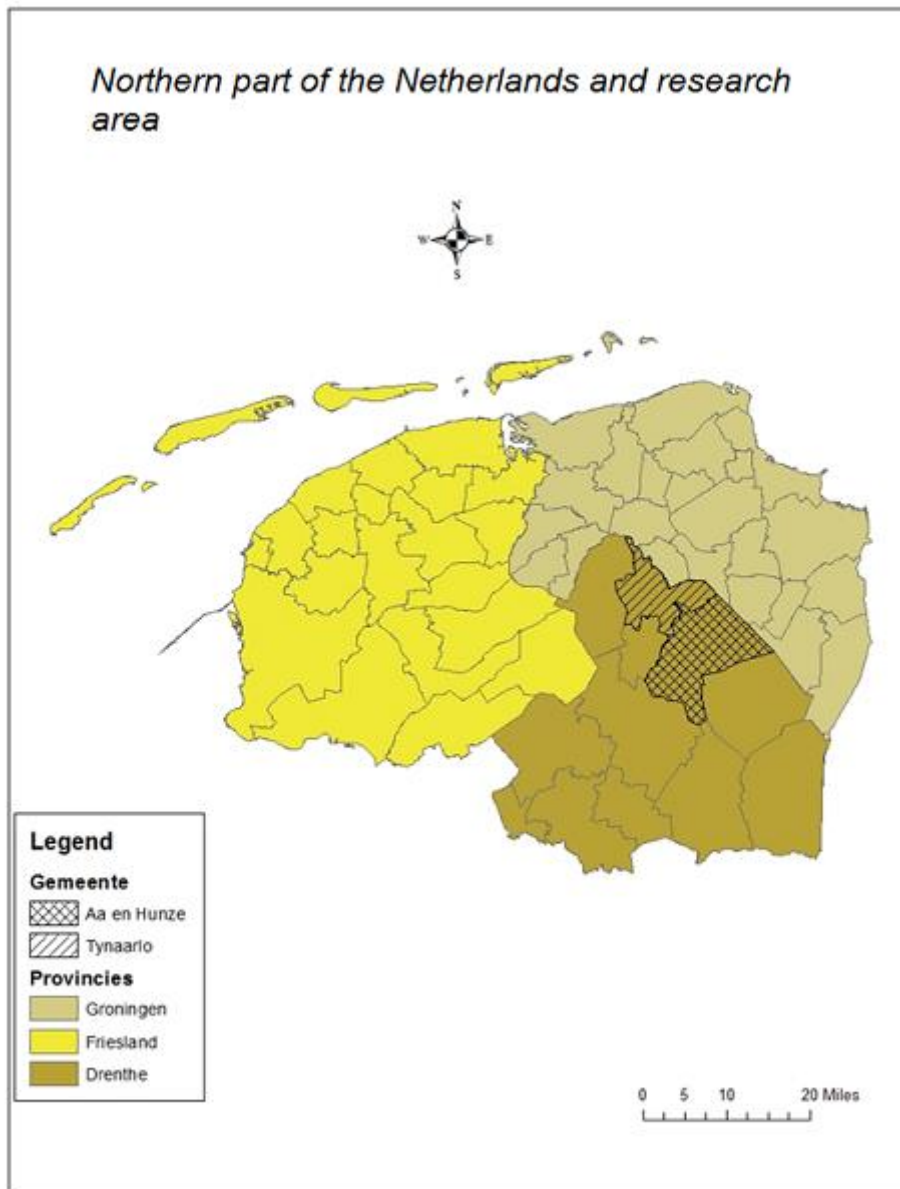 Northern part of the Netherlands and research
area
N
W E
S
Legend
Gemeente
Aa en Hunze
Tynaarlo
Provincies
Groningen
Friesland
Drenthe
0 5 10 20 Miles